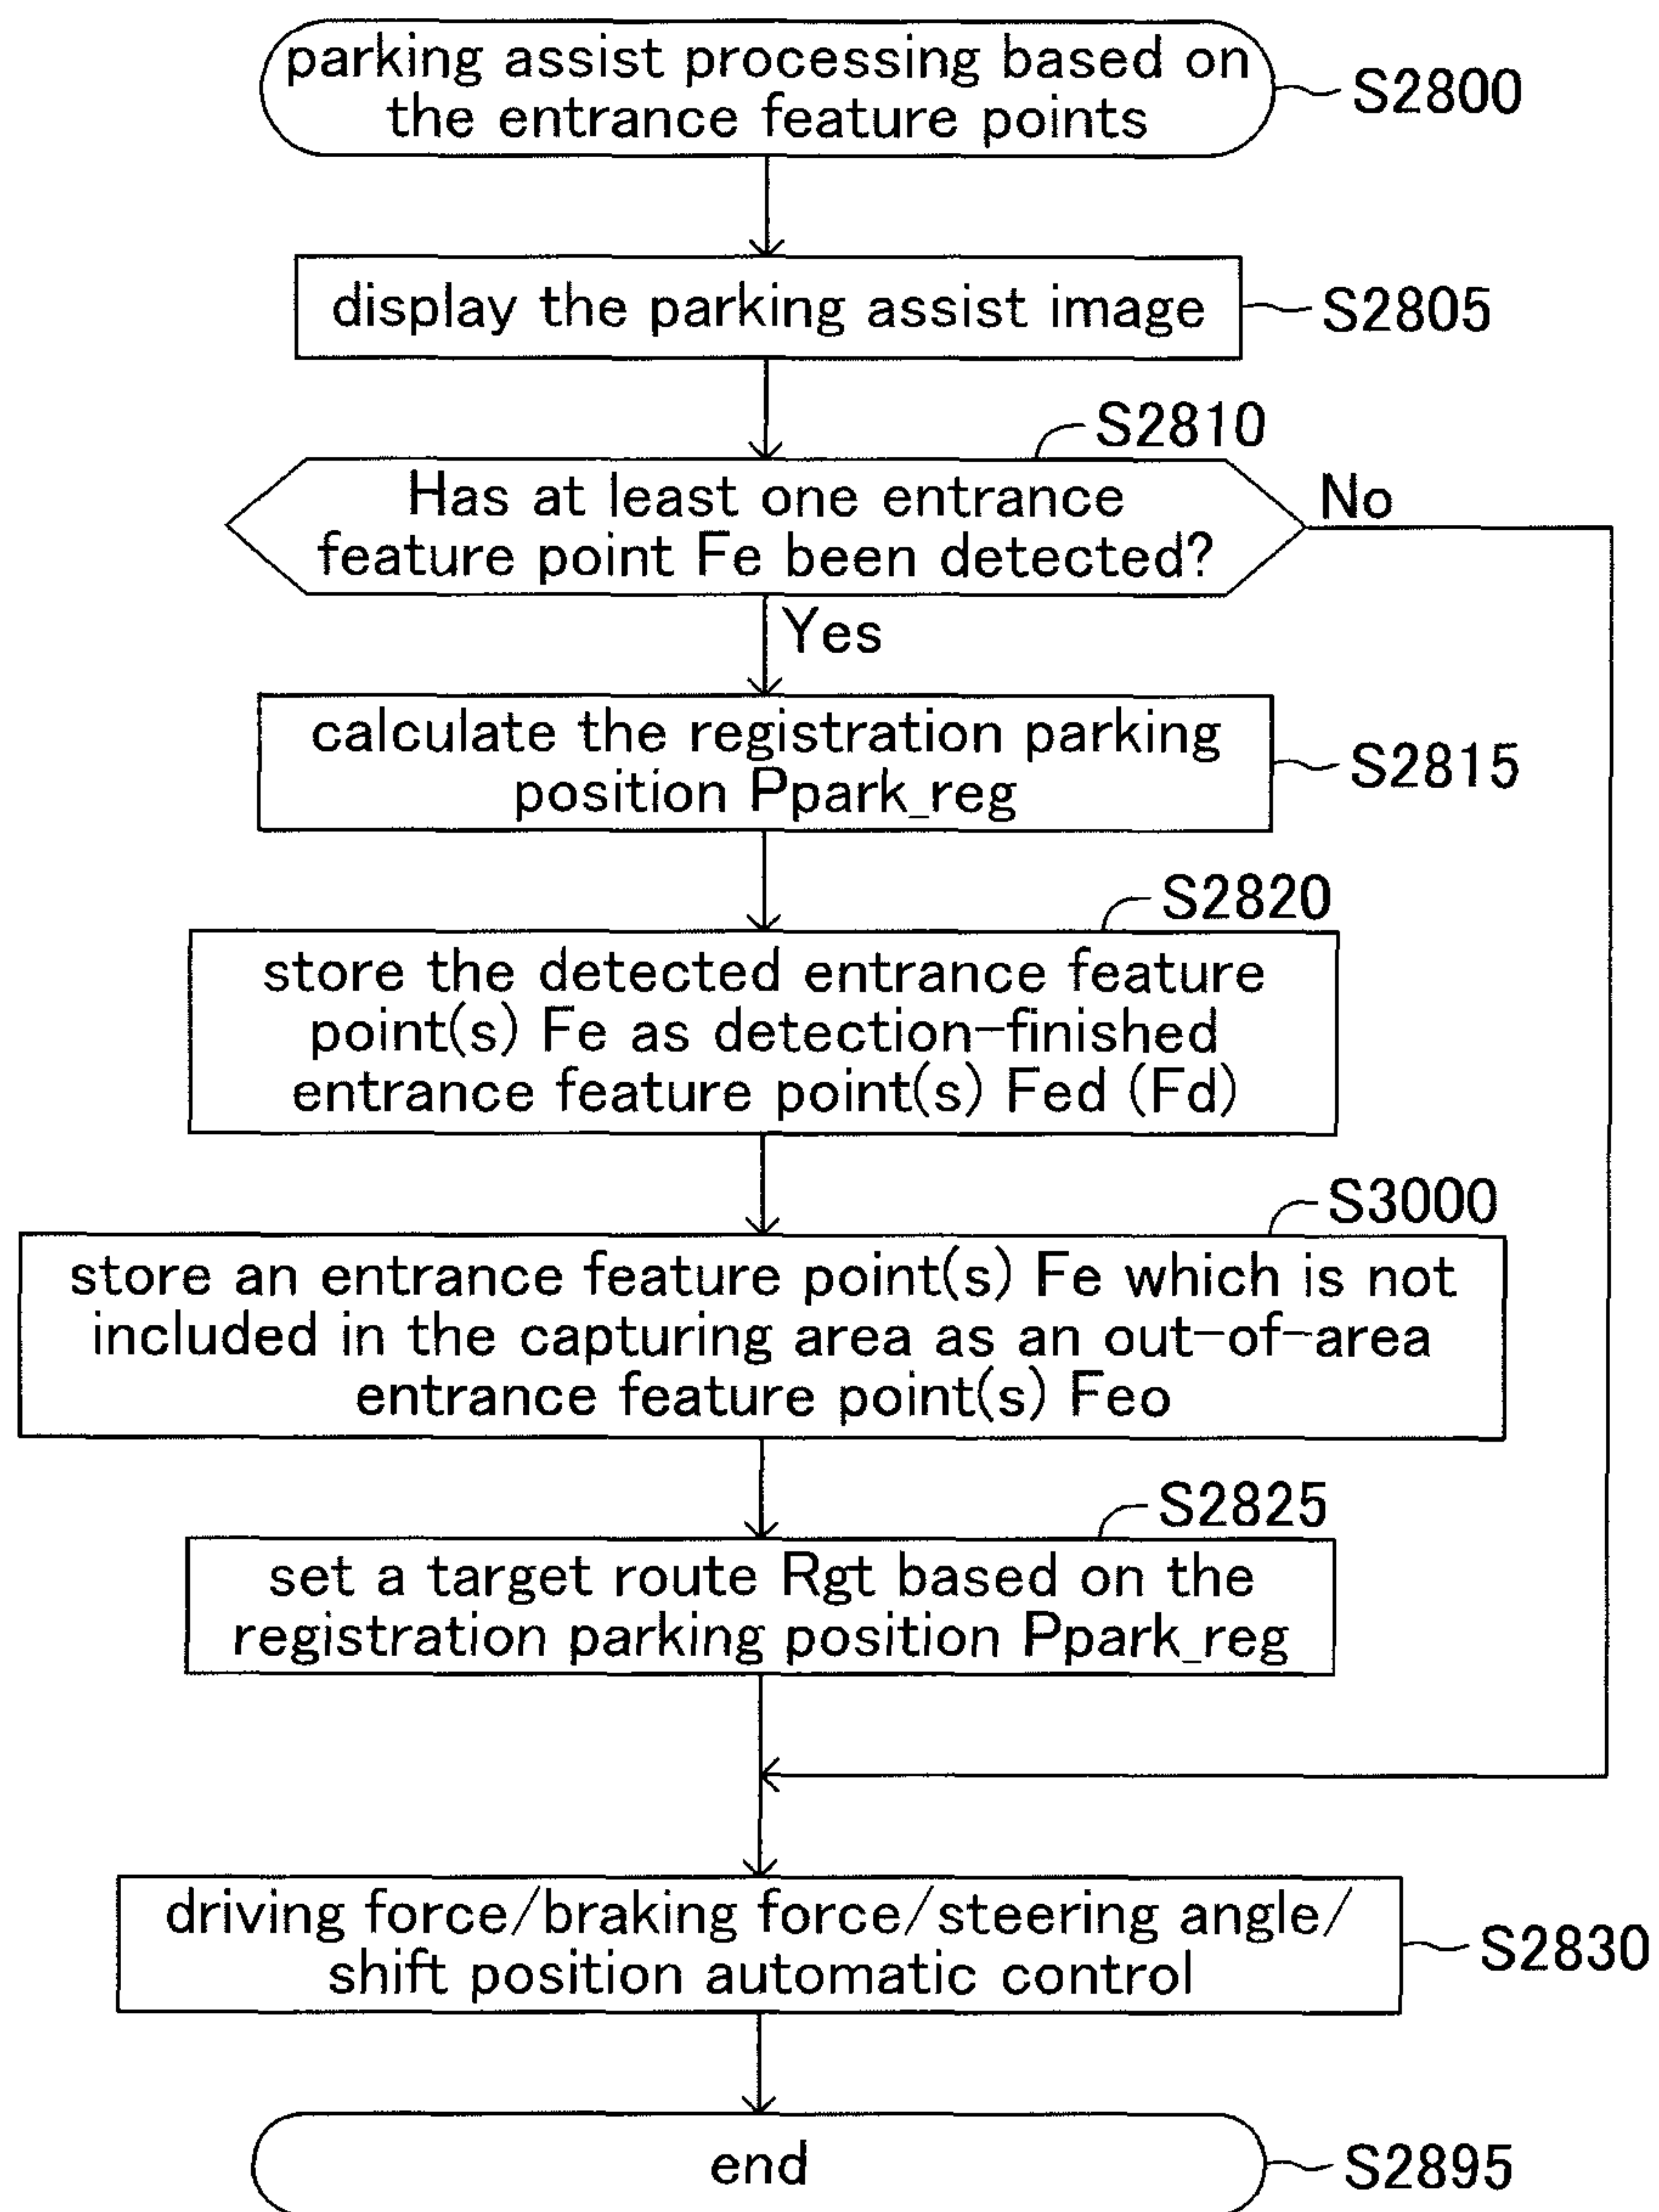 parking assist processing based on
the entrance feature points
S2800
display the parking assist image
S2805
S2810
Has at least one entrance
feature point Fe been detected?
No
Yes
calculate the registration parking
position Ppark_reg
S2815
S2820
store the detected entrance feature
point(s) Fe as detection-finished
entrance feature point(s) Fed (Fd)
S3000
store an entrance feature point(s) Fe which is not
included in the capturing area as an out-of-area
entrance feature point(s) Feo
S2825
set a target route Rgt based on the
registration parking position Ppark_reg
driving force/braking force/steering angle/
shift position automatic control
S2830
end
S2895